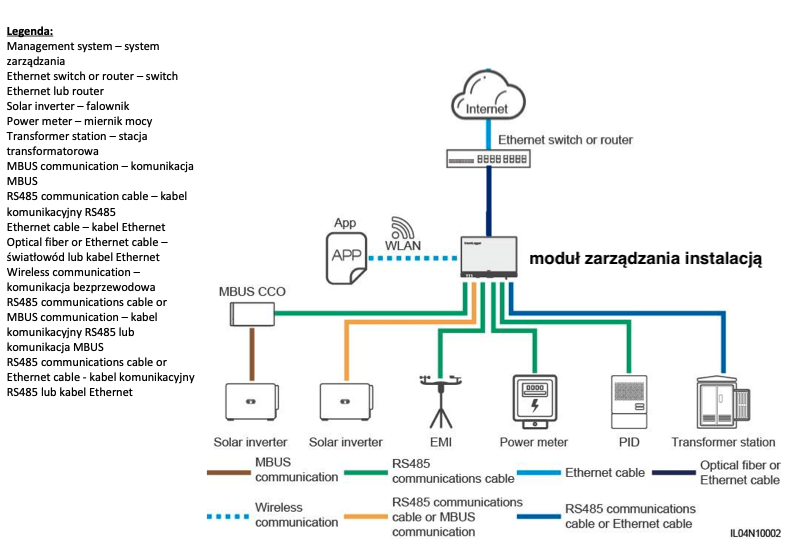 Legenda:
Management system – system
zarządzania
Ethernet switch or router – switch
Ethernet lub router
Solar inverter – falownik
Power meter – miernik mocy
Transformer station – stacja
transformatorowa
MBUS communication – komunikacja
MBUS
RS485 communication cable – kabel
komunikacyjny RS485
Ethernet cable – kabel Ethernet
Optical fiber or Ethernet cable –
światłowód lub kabel Ethernet
Wireless communication –
komunikacja bezprzewodowa
RS485 communications cable or
MBUS communication – kabel
komunikacyjny RS485 lub
komunikacja MBUS
RS485 communications cable or
Ethernet cable - kabel komunikacyjny
RS485 lub kabel Ethernet
Internet
Ethernet switch or router
App
APP
WLAN
moduł zarządzania instalacją
MBUS CCO
0000
Solar inverter
Solar inverter
EMI
Power meter
PID
Transformer station
MBUS
communication
RS485
communications cable
Ethernet cable
Optical fiber or
Ethernet cable
Wireless
communication
RS485 communications
cable or MBUS
communication
RS485 communications
cable or Ethernet cable
IL04N10002